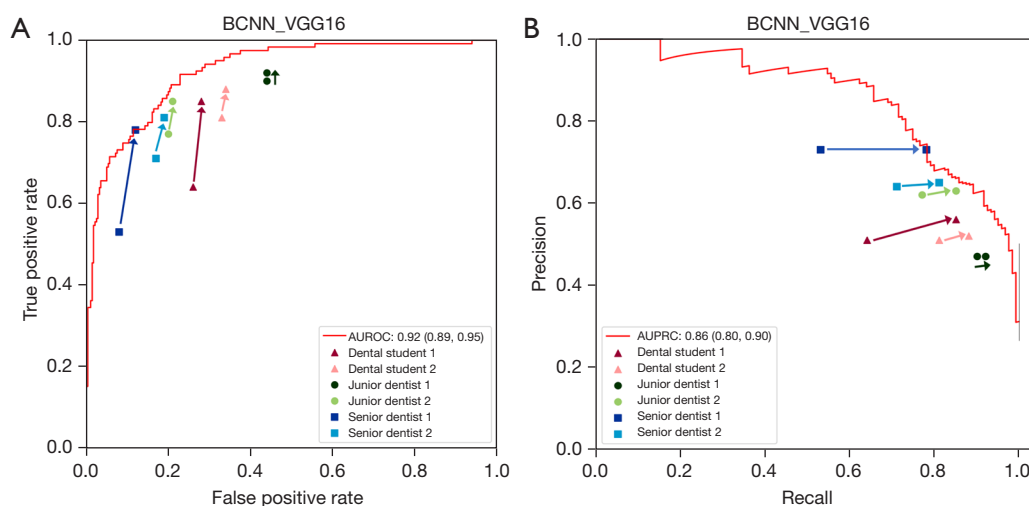 A
BCNN_VGG16
1.0
0.8
0.6
0.4
0.2
0.0
True positive rate
AUROC: 0.92 (0.89, 0.95)
Dental student 1
Dental student 2
Junior dentist 1
Junior dentist 2
Senior dentist 1
Senior dentist 2
0.0 0.2 0.4 0.6 0.8 1.0
False positive rate
B
BCNN_VGG16
1.0
0.8
0.6
0.4
0.2
0.0
Precision
AUPRC: 0.86 (0.80, 0.90)
Dental student 1
Dental student 2
Junior dentist 1
Junior dentist 2
Senior dentist 1
Senior dentist 2
0.0 0.2 0.4 0.6 0.8 1.0
Recall